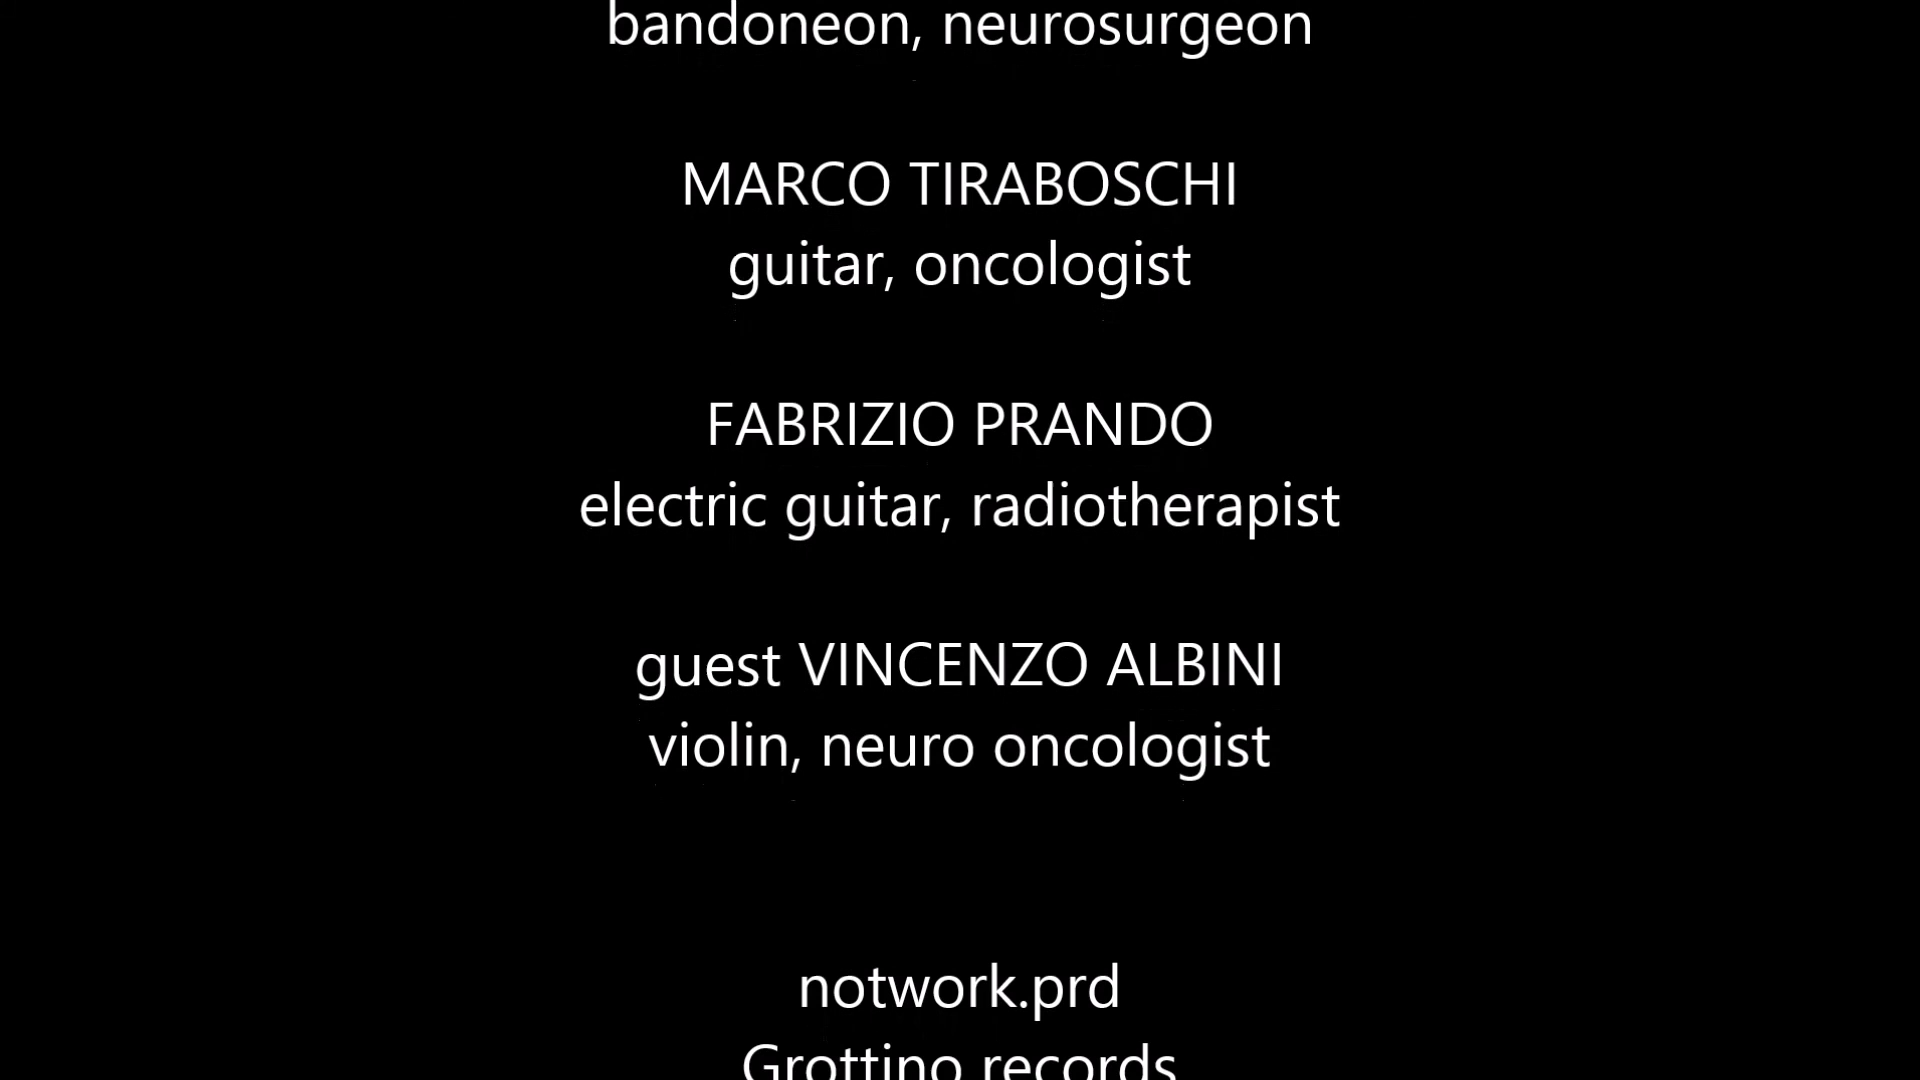 bandoneon, neurosurgeon
MARCO TIRABOSCHI
guitar, oncologist
FABRIZIO PRANDO
electric guitar, radiotherapist
guest VINCENZO ALBINI
violin, neuro oncologist
notwork.prd
Grottino records